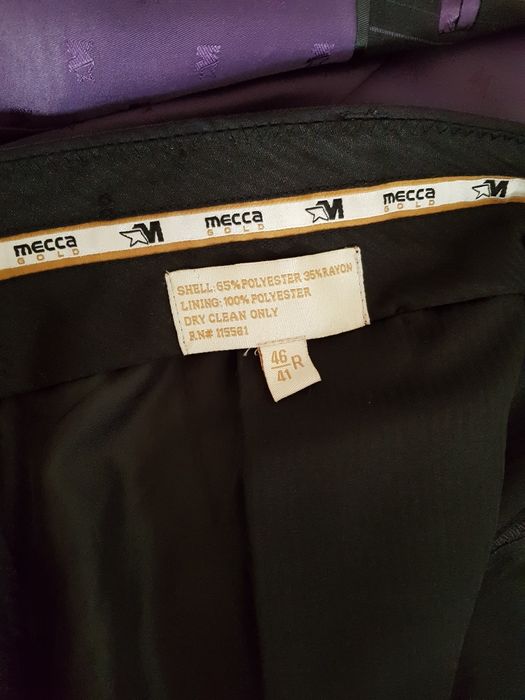 mecca GOLD M mecca GOLD M mecca GOLD M
SHELL: 65% POLYESTER 35% RAYON
LINING: 100% POLYESTER
DRY CLEAN ONLY
RN# 115561
46
41 R